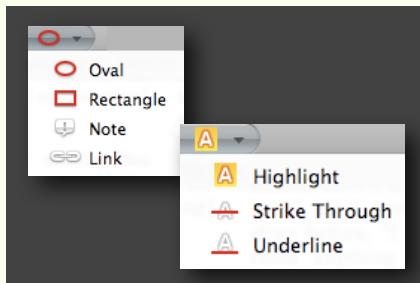 Oval
Rectangle
Note
Link
Highlight
Strike Through
Underline